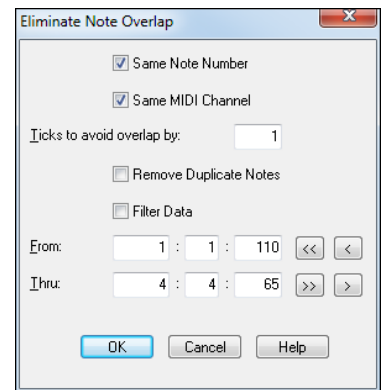 Eliminate Note Overlap
Same Note Number
Same MIDI Channel
Ticks to avoid overlap by: 1
Remove Duplicate Notes
Filter Data
From: 1 : 1 : 110 << <
Thru: 4 : 4 : 65 >> >
OK Cancel Help